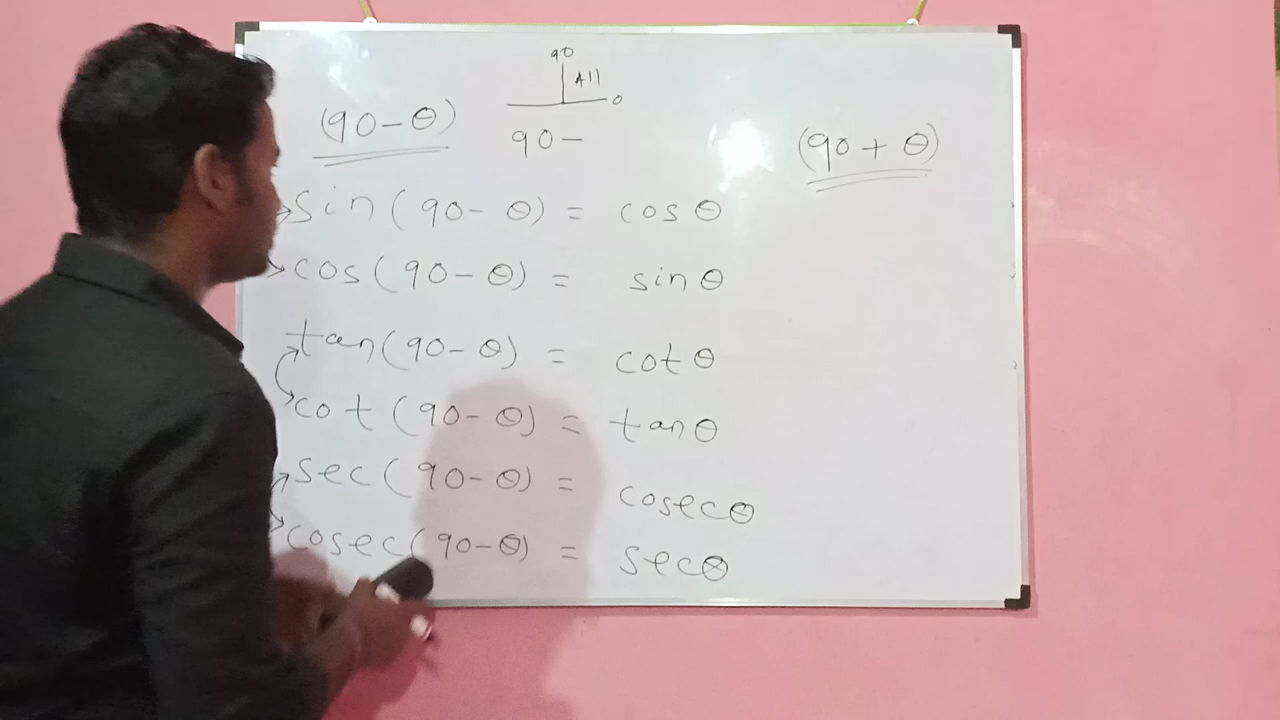 90
All
0
(90-θ)
90-
(90+θ)
sin(90-θ) = cosθ
cos(90-θ) = sinθ
tan(90-θ) = cotθ
cot(90-θ) = tanθ
sec(90-θ) = cosecθ
cosec(90-θ) = secθ